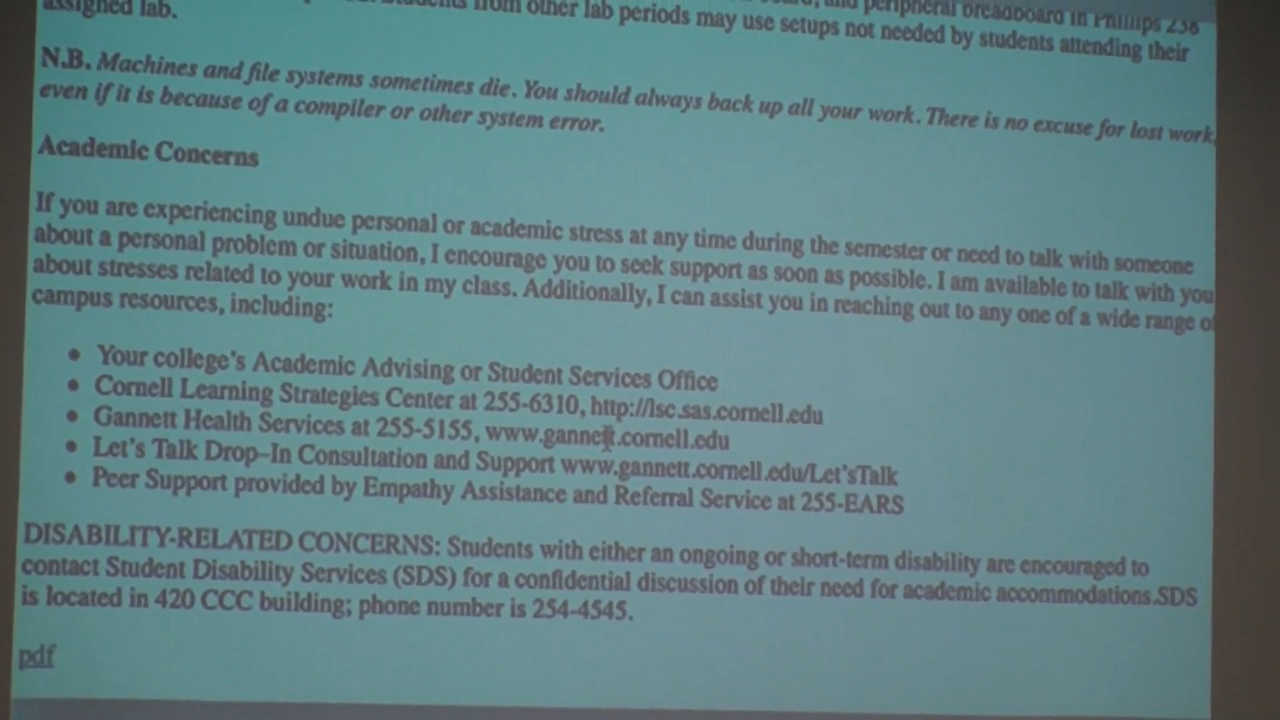 Students from other lab periods may use setups not needed by students attending their
peripheral breadboard in Phillips 238
assigned lab.
N.B. Machines and file systems sometimes die. You should always back up all your work. There is no excuse for lost work,
even if it is because of a compiler or other system error.
Academic Concerns
If you are experiencing undue personal or academic stress at any time during the semester or need to talk with someone
about a personal problem or situation, I encourage you to seek support as soon as possible. I am available to talk with you
about stresses related to your work in my class. Additionally, I can assist you in reaching out to any one of a wide range of
campus resources, including:
• Your college's Academic Advising or Student Services Office
• Cornell Learning Strategies Center at 255-6310, http://lsc.sas.cornell.edu
• Gannett Health Services at 255-5155, www.gannett.cornell.edu
• Let's Talk Drop-In Consultation and Support www.gannett.cornell.edu/Let'sTalk
• Peer Support provided by Empathy Assistance and Referral Service at 255-EARS
DISABILITY-RELATED CONCERNS: Students with either an ongoing or short-term disability are encouraged to
contact Student Disability Services (SDS) for a confidential discussion of their need for academic accommodations.SDS
is located in 420 CCC building; phone number is 254-4545.
pdf